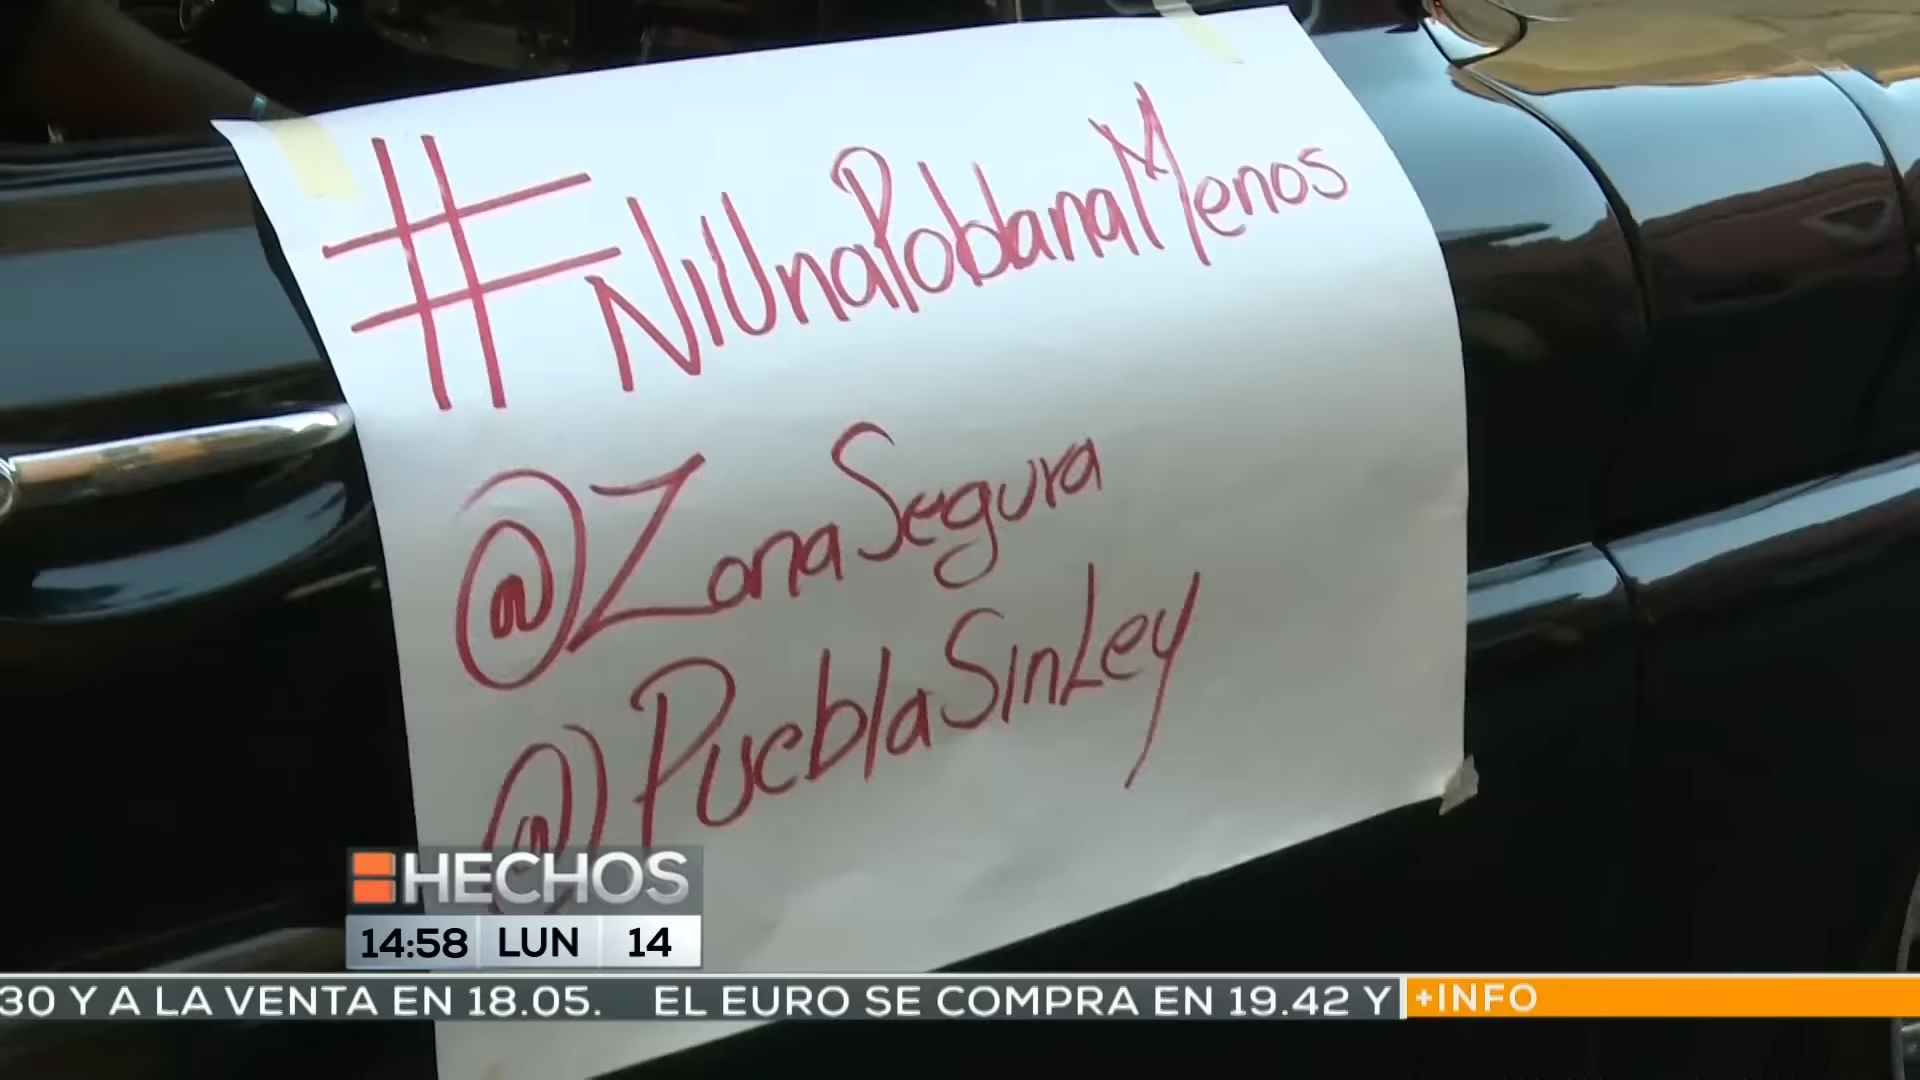 #NiUnaPoblanaMenos
@ZonaSegura
@PueblaSinLey
HECHOS
14:58 LUN 14
30 Y A LA VENTA EN 18.05. EL EURO SE COMPRA EN 19.42 Y +INFO